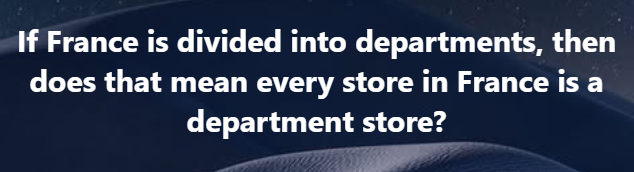 If France is divided into departments, then
does that mean every store in France is a
department store?